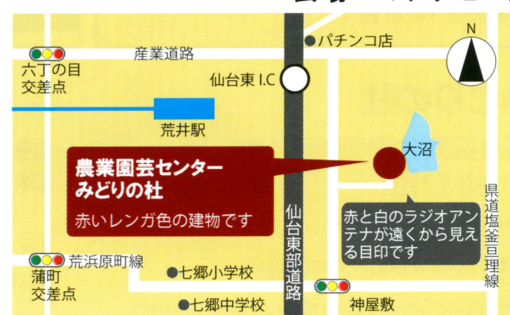 N
パチンコ店
産業道路
六丁の目
交差点
仙台東 I.C
荒井駅
大沼
農業園芸センター
みどりの杜
赤いレンガ色の建物です
仙台東部道路
赤と白のラジオアン
テナが遠くから見え
る目印です
県道塩釜亘理線
荒浜原町線
蒲町
交差点
七郷小学校
七郷中学校
神屋敷